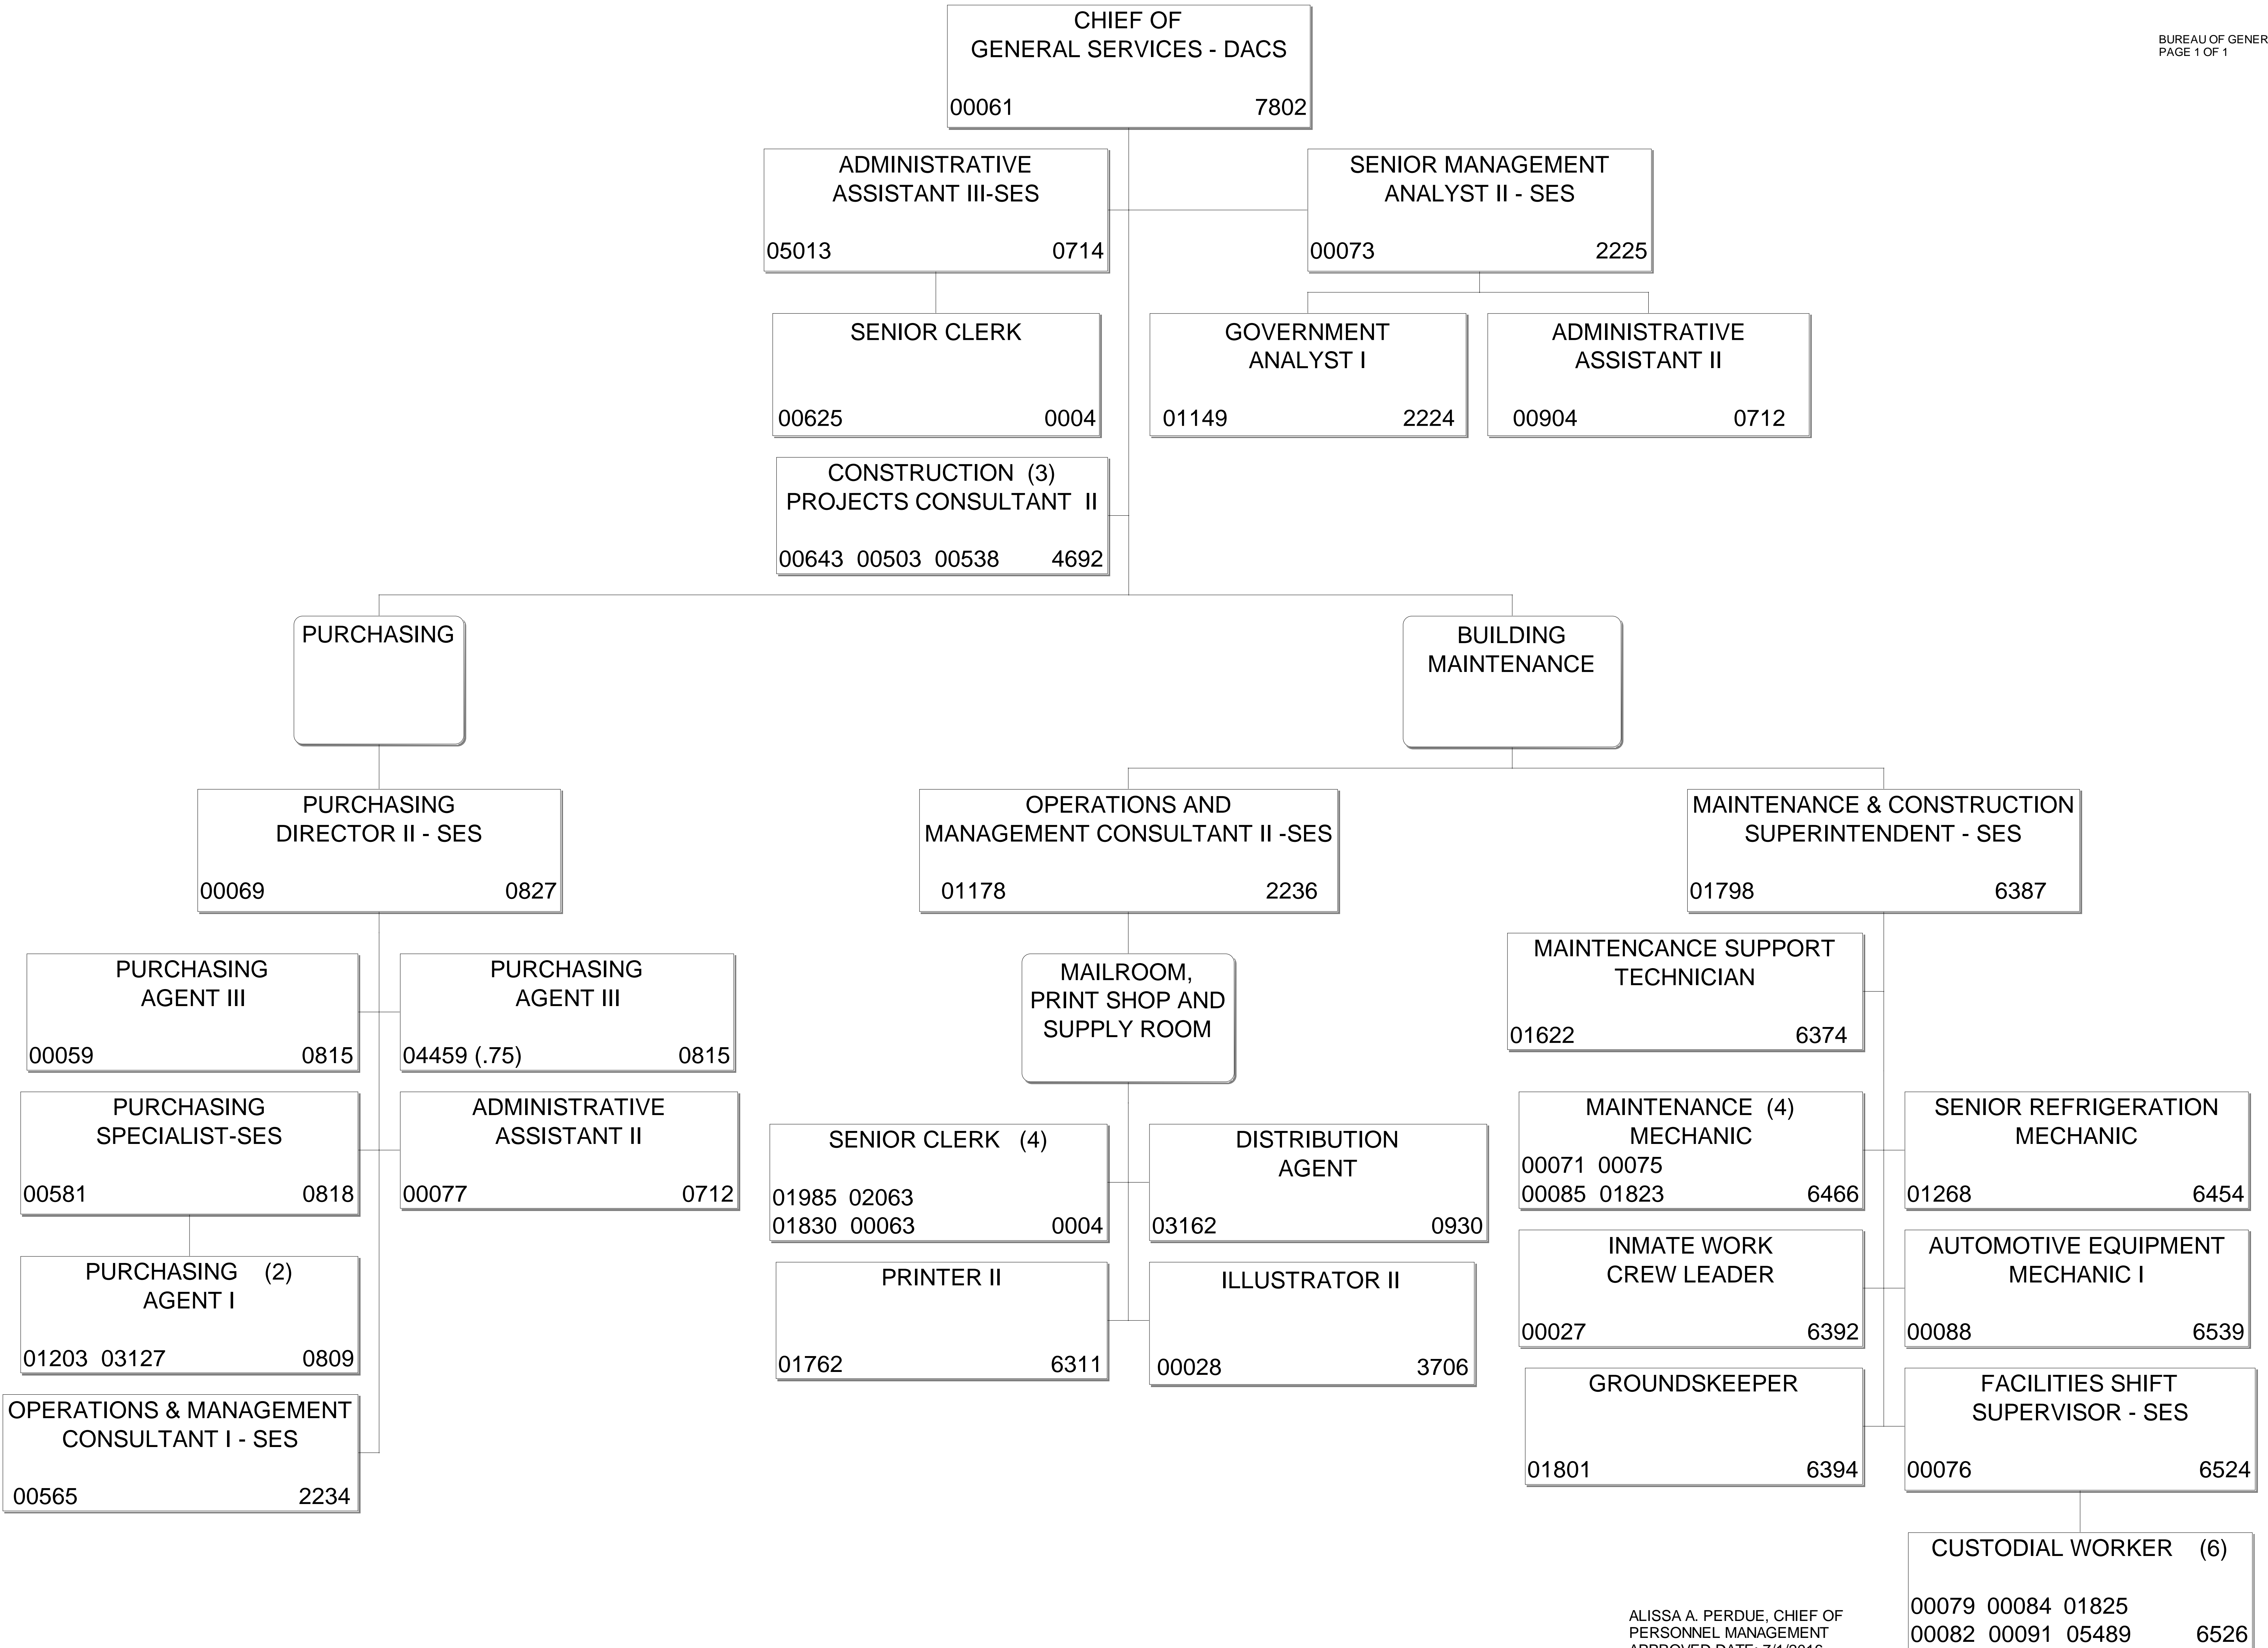 CHIEF OF
GENERAL SERVICES - DACS
00061 7802
BUREAU OF GENER
PAGE 1 OF 1
ADMINISTRATIVE
ASSISTANT III-SES
05013 0714
SENIOR MANAGEMENT
ANALYST II - SES
00073 2225
SENIOR CLERK
00625 0004
GOVERNMENT
ANALYST I
01149 2224
ADMINISTRATIVE
ASSISTANT II
00904 0712
CONSTRUCTION (3)
PROJECTS CONSULTANT II
00643 00503 00538 4692
PURCHASING
BUILDING
MAINTENANCE
PURCHASING
DIRECTOR II - SES
00069 0827
OPERATIONS AND
MANAGEMENT CONSULTANT II -SES
01178 2236
MAINTENANCE & CONSTRUCTION
SUPERINTENDENT - SES
01798 6387
PURCHASING
AGENT III
00059 0815
PURCHASING
AGENT III
04459 (.75) 0815
MAILROOM,
PRINT SHOP AND
SUPPLY ROOM
MAINTENCANCE SUPPORT
TECHNICIAN
01622 6374
PURCHASING
SPECIALIST-SES
00581 0818
ADMINISTRATIVE
ASSISTANT II
00077 0712
SENIOR CLERK (4)
01985 02063
01830 00063 0004
DISTRIBUTION
AGENT
03162 0930
MAINTENANCE (4)
MECHANIC
00071 00075
00085 01823 6466
SENIOR REFRIGERATION
MECHANIC
01268 6454
PURCHASING (2)
AGENT I
01203 03127 0809
PRINTER II
01762 6311
ILLUSTRATOR II
00028 3706
INMATE WORK
CREW LEADER
00027 6392
AUTOMOTIVE EQUIPMENT
MECHANIC I
00088 6539
OPERATIONS & MANAGEMENT
CONSULTANT I - SES
00565 2234
GROUNDSKEEPER
01801 6394
FACILITIES SHIFT
SUPERVISOR - SES
00076 6524
CUSTODIAL WORKER (6)
00079 00084 01825
00082 00091 05489 6526
ALISSA A. PERDUE, CHIEF OF
PERSONNEL MANAGEMENT
APPROVED DATE: 7/1/2016